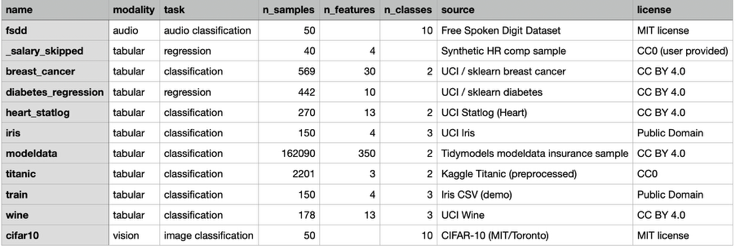 name modality task n_samples n_features n_classes source license
fsdd audio audio classification 50 10 Free Spoken Digit Dataset MIT license
_salary_skipped tabular regression 40 4 Synthetic HR comp sample CC0 (user provided)
breast_cancer tabular classification 569 30 2 UCI / sklearn breast cancer CC BY 4.0
diabetes_regression tabular regression 442 10 UCI / sklearn diabetes CC BY 4.0
heart_statlog tabular classification 270 13 2 UCI Statlog (Heart) CC BY 4.0
iris tabular classification 150 4 3 UCI Iris Public Domain
modeldata tabular classification 162090 350 2 Tidymodels modeldata insurance sample CC BY 4.0
titanic tabular classification 2201 3 2 Kaggle Titanic (preprocessed) CC0
train tabular classification 150 4 3 Iris CSV (demo) Public Domain
wine tabular classification 178 13 3 UCI Wine CC BY 4.0
cifar10 vision image classification 50 10 CIFAR-10 (MIT/Toronto) MIT license